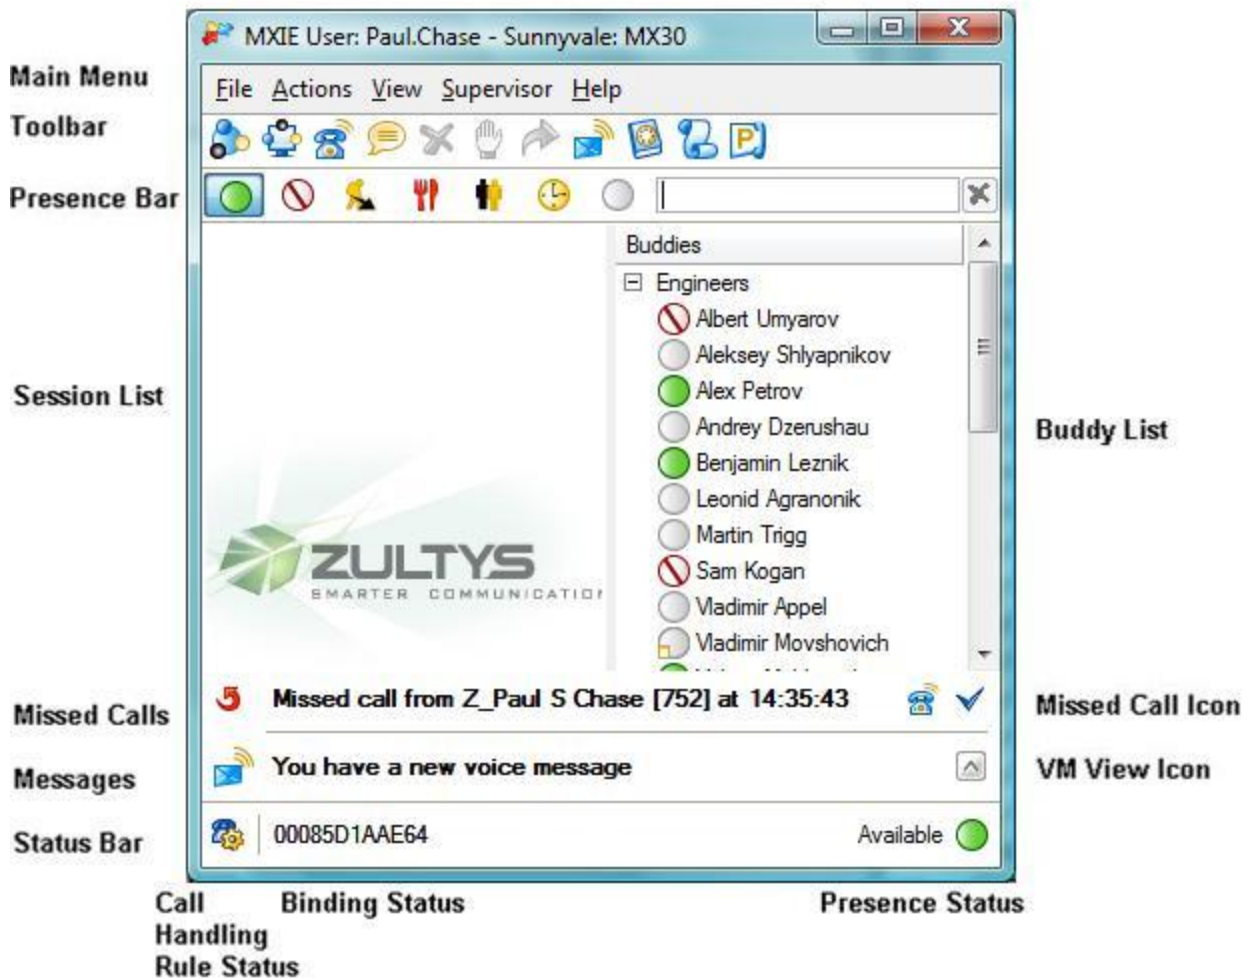 MXIE User: Paul.Chase - Sunnyvale: MX30
Main Menu
File Actions View Supervisor Help
Toolbar
P
Presence Bar
Buddies
Engineers
Albert Umyarov
Aleksey Shlyapnikov
Alex Petrov
Session List
Andrey Dzerushau
Buddy List
Benjamin Leznik
Leonid Agranonik
Martin Trigg
ZULTYS
Sam Kogan
SMARTER COMMUNICATION
Vladimir Appel
Vladimir Movshovich
Missed Calls
Missed call from Z_Paul S Chase [752] at 14:35:43
Missed Call Icon
Messages
You have a new voice message
VM View Icon
Status Bar
00085D1AAE64
Available
Call
Handling
Rule Status
Binding Status
Presence Status